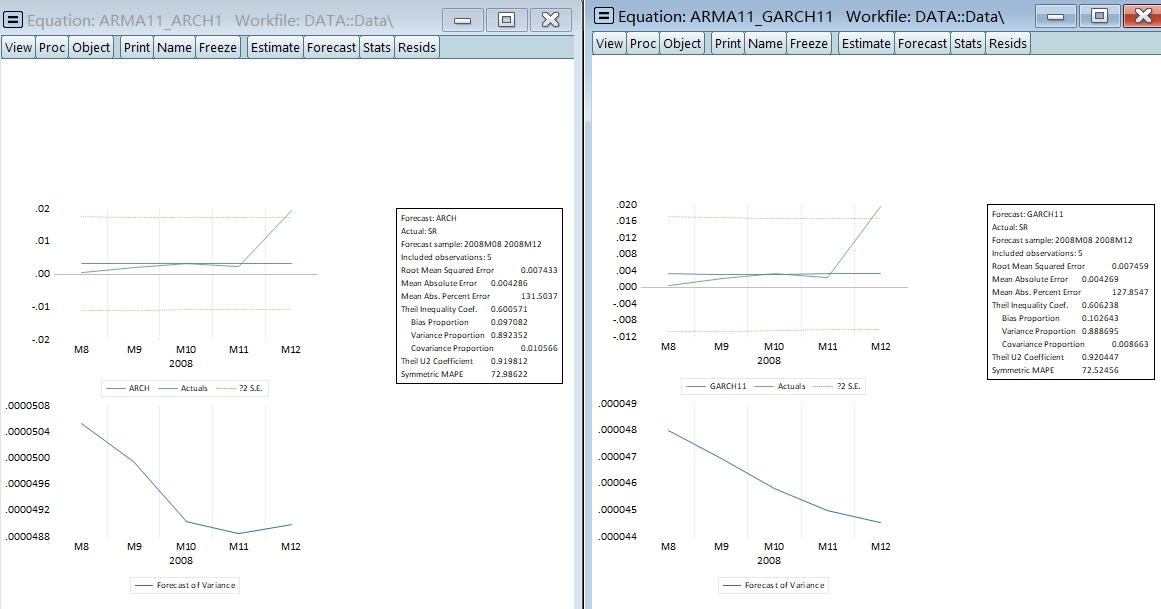 Equation: ARMA11_ARCH1 Workfile: DATA::Data\
View Proc Object Print Name Freeze Estimate Forecast Stats Resids
.02
.01
.00
-.01
-.02
M8 M9 M10 M11 M12
2008
ARCH Actuals ?2 S.E.
Forecast: ARCH
Actual: SR
Forecast sample: 2008M08 2008M12
Included observations: 5
Root Mean Squared Error 0.007433
Mean Absolute Error 0.004286
Mean Abs. Percent Error 131.5037
Theil Inequality Coef. 0.600571
Bias Proportion 0.097082
Variance Proportion 0.892352
Covariance Proportion 0.010566
Theil U2 Coefficient 0.919812
Symmetric MAPE 72.98622
.0000508
.0000504
.0000500
.0000496
.0000492
.0000488
M8 M9 M10 M11 M12
2008
Forecast of Variance
Equation: ARMA11_GARCH11 Workfile: DATA::Data\
View Proc Object Print Name Freeze Estimate Forecast Stats Resids
.020
.016
.012
.008
.004
.000
-.004
-.008
-.012
M8 M9 M10 M11 M12
2008
GARCH11 Actuals ?2 S.E.
Forecast: GARCH11
Actual: SR
Forecast sample: 2008M08 2008M12
Included observations: 5
Root Mean Squared Error 0.007459
Mean Absolute Error 0.004269
Mean Abs. Percent Error 127.8547
Theil Inequality Coef. 0.606238
Bias Proportion 0.102643
Variance Proportion 0.888695
Covariance Proportion 0.008663
Theil U2 Coefficient 0.920447
Symmetric MAPE 72.52456
.000049
.000048
.000047
.000046
.000045
.000044
M8 M9 M10 M11 M12
2008
Forecast of Variance